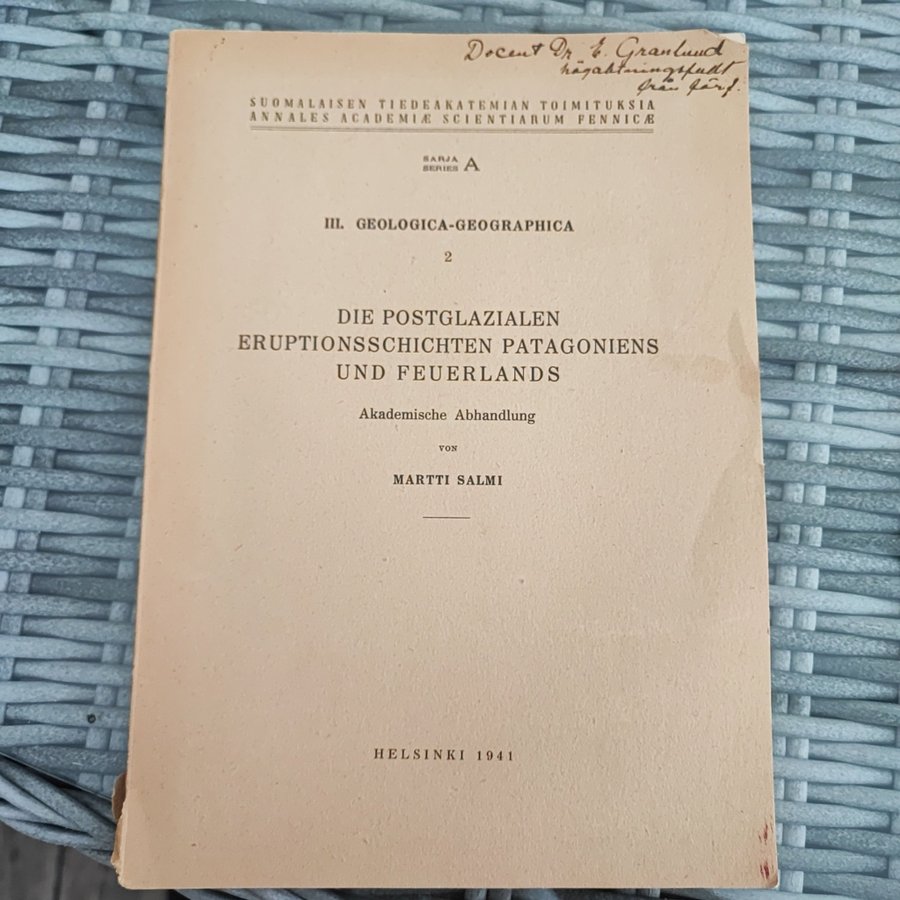 Docent Dr E. Granlund
högaktningsfullt
från förf.
SUOMALAISEN TIEDEAKATEMIAN TOIMITUKSIA
ANNALES ACADEMIÆ SCIENTIARUM FENNICÆ
SARJA
SERIES A
III. GEOLOGICA-GEOGRAPHICA
2
DIE POSTGLAZIALEN
ERUPTIONSSCHICHTEN PATAGONIENS
UND FEUERLANDS
Akademische Abhandlung
VON
MARTTI SALMI
HELSINKI 1941